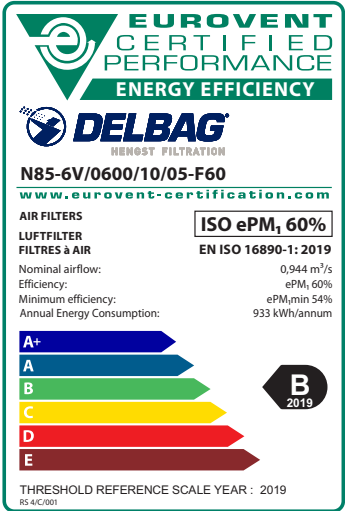 EUROVENT
CERTIFIED
PERFORMANCE
ENERGY EFFICIENCY
DELBAG®
HENGST FILTRATION
N85-6V/0600/10/05-F60
www.eurovent-certification.com
AIR FILTERS
LUFTFILTER
FILTRES à AIR
ISO ePM₁ 60%
EN ISO 16890-1: 2019
Nominal airflow: 0,944 m³/s
Efficiency: ePM₁ 60%
Minimum efficiency: ePM₁min 54%
Annual Energy Consumption: 933 kWh/annum
A+
A
B
C
D
E
B
2019
THRESHOLD REFERENCE SCALE YEAR : 2019
RS 4/C/001